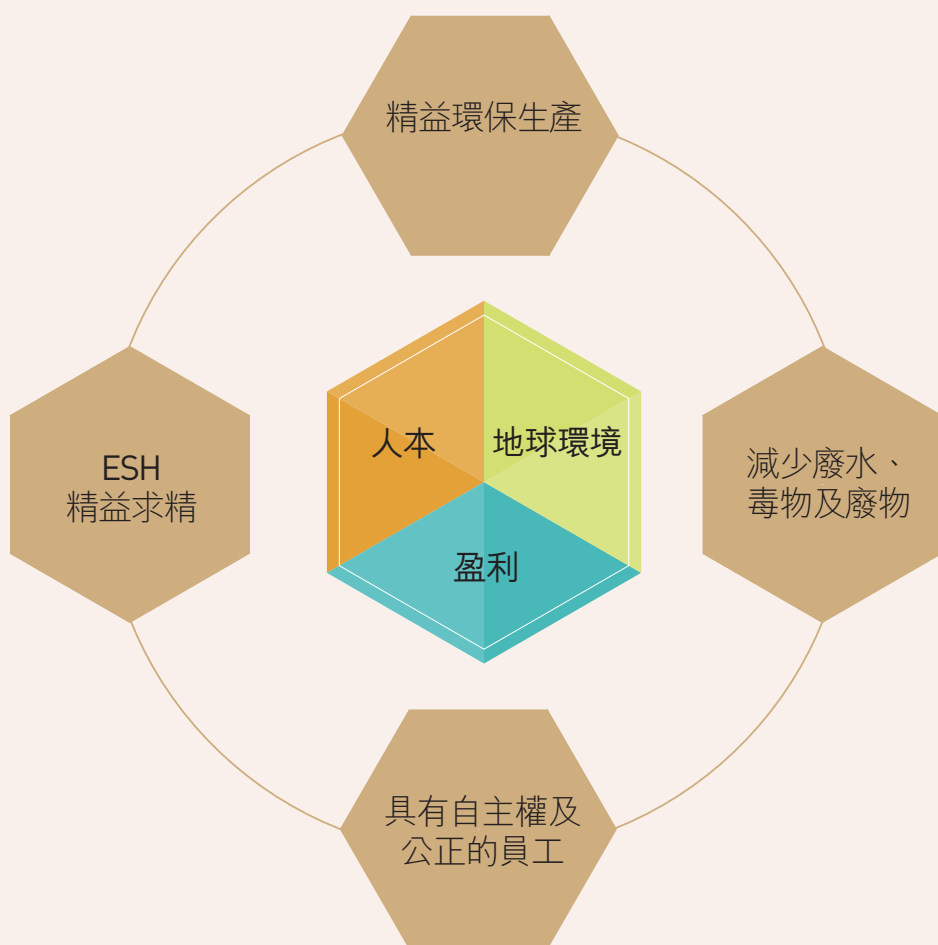 精益環保生產
人本
地球環境
盈利
ESH
精益求精
減少廢水、
毒物及廢物
具有自主權及
公正的員工